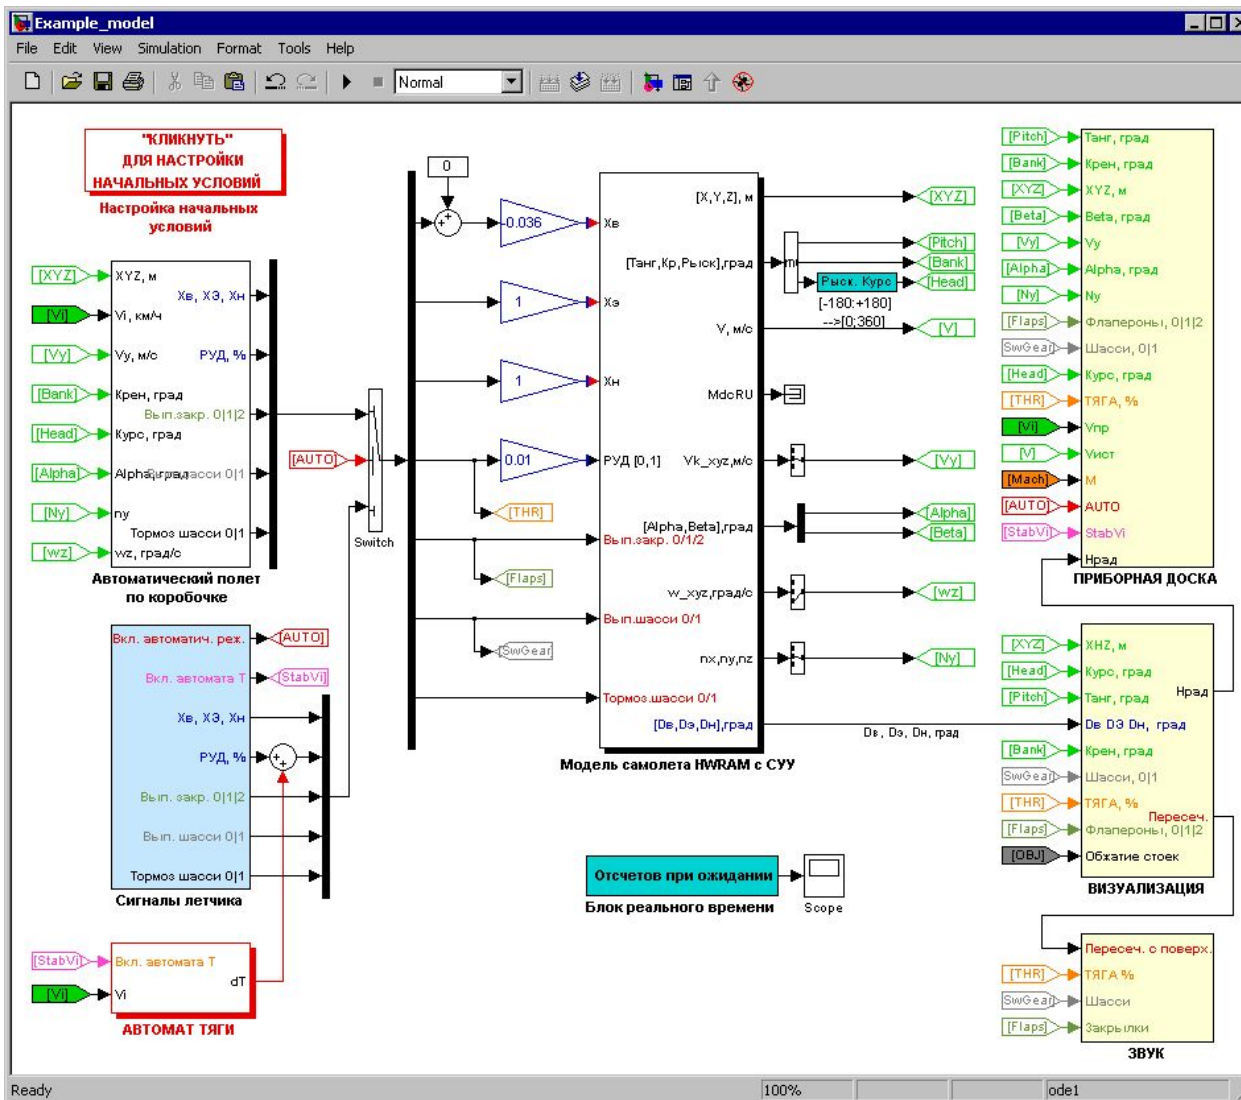 Example_model
File Edit View Simulation Format Tools Help
Normal
"КЛИКНУТЬ"
ДЛЯ НАСТРОЙКИ
НАЧАЛЬНЫХ УСЛОВИЙ
Настройка начальных
условий
[XYZ]
XYZ, м
Хв, ХЭ, Хн
[Vi]
Vi, км/ч
[Vy]
Vy, м/с
РУД, %
[Bank]
Крен, град
Вып.закр. 0|1|2
[Head]
Курс, град
[Alpha]
Alpha, град
шасси 0|1
[Ny]
ny
Тормоз шасси 0|1
[wz]
wz, град/с
Автоматический полет
по коробочке
Вкл. автоматич. реж.
[AUTO]
Вкл. автомата Т
[StabVi]
Хв, ХЭ, Хн
РУД, %
Вып. закр. 0|1|2
Вып. шасси 0|1
Тормоз шасси 0|1
Сигналы летчика
[StabVi]
Вкл. автомата Т
dT
[Vi]
Vi
АВТОМАТ ТЯГИ
[AUTO]
Switch
0
-0.036
1
1
0.01
[THR]
[Flaps]
[SwGear]
Хв
[X,Y,Z], м
[Танг,Кр,Рыск],град
Хэ
V, м/с
Хн
MdcRU
РУД [0,1]
Vk_xyz,м/с
[Alpha,Beta],град
Вып.закр. 0/1/2
w_xyz,град/с
Вып.шасси 0/1
nx,ny,nz
Тормоз.шасси 0/1
[Dв,Dэ,Dн],град
Модель самолета HWRAM с СУУ
[XYZ]
[Pitch]
[Bank]
[Head]
Рыск. Курс
[-180:+180]
-->[0;360]
[V]
[Vy]
[Alpha]
[Beta]
[wz]
[Ny]
Dв, Dэ, Dн, град
Отсчетов при ожидании
Блок реального времени
Scope
[Pitch]
Танг, град
[Bank]
Крен, град
[XYZ]
XYZ, м
[Beta]
Beta, град
[Vy]
Vy
[Alpha]
Alpha, град
[Ny]
Ny
[Flaps]
Флапероны, 0|1|2
SwGear]
Шасси, 0|1
[Head]
Курс, град
[THR]
ТЯГА, %
[Vi]
Vпр
[V]
Vист
[Mach]
М
[AUTO]
AUTO
[StabVi]
StabVi
Нрад
ПРИБОРНАЯ ДОСКА
[XYZ]
XHZ, м
[Head]
Курс, град
Нрад
[Pitch]
Танг, град
Dв DЭ Dн, град
[Bank]
Крен, град
SwGear]
Шасси, 0|1
[THR]
ТЯГА, %
Пересеч.
[Flaps]
Флапероны, 0|1|2
[OBJ]
Обжатие стоек
ВИЗУАЛИЗАЦИЯ
Пересеч. с поверх.
[THR]
ТЯГА %
SwGear]
Шасси
[Flaps]
Закрылки
ЗВУК
Ready
100%
ode1